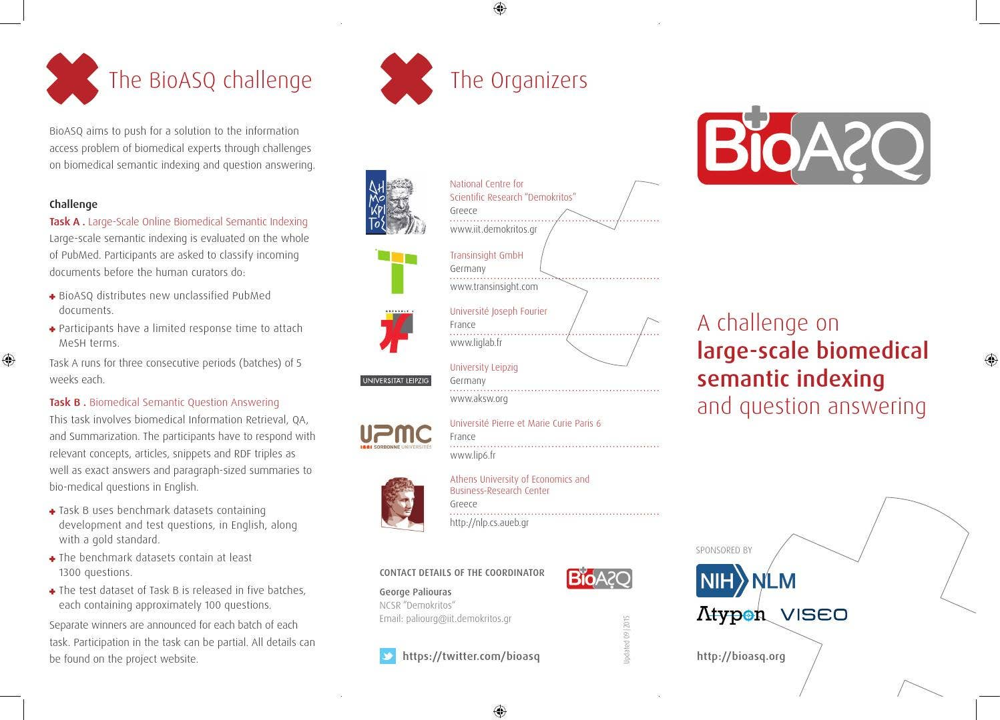 The BioASQ challenge
BioASQ aims to push for a solution to the information
access problem of biomedical experts through challenges
on biomedical semantic indexing and question answering.
Challenge
Task A . Large-Scale Online Biomedical Semantic Indexing
Large-scale semantic indexing is evaluated on the whole
of PubMed. Participants are asked to classify incoming
documents before the human curators do:
BioASQ distributes new unclassified PubMed
documents.
Participants have a limited response time to attach
MeSH terms.
Task A runs for three consecutive periods (batches) of 5
weeks each.
Task B . Biomedical Semantic Question Answering
This task involves biomedical Information Retrieval, QA,
and Summarization. The participants have to respond with
relevant concepts, articles, snippets and RDF triples as
well as exact answers and paragraph-sized summaries to
bio-medical questions in English.
Task B uses benchmark datasets containing
development and test questions, in English, along
with a gold standard.
The benchmark datasets contain at least
1300 questions.
The test dataset of Task B is released in five batches,
each containing approximately 100 questions.
Separate winners are announced for each batch of each
task. Participation in the task can be partial. All details can
be found on the project website.
The Organizers
ΔΗ
ΜΟ
ΚΡΙ
ΤΟΣ
National Centre for
Scientific Research “Demokritos”
Greece
www.iit.demokritos.gr
Transinsight GmbH
Germany
www.transinsight.com
GRENOBLE 1
Université Joseph Fourier
France
www.liglab.fr
UNIVERSITÄT LEIPZIG
University Leipzig
Germany
www.aksw.org
UPMC
SORBONNE UNIVERSITÉS
Université Pierre et Marie Curie Paris 6
France
www.lip6.fr
Athens University of Economics and
Business-Research Center
Greece
http://nlp.cs.aueb.gr
CONTACT DETAILS OF THE COORDINATOR
George Paliouras
NCSR “Demokritos“
Email: paliourg@iit.demokritos.gr
BioASQ
Updated 09|2015
https://twitter.com/bioasq
BioASQ
A challenge on
large-scale biomedical
semantic indexing
and question answering
SPONSORED BY
NIH NLM
Atypon VISEO
http://bioasq.org